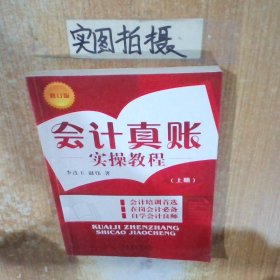 实图拍摄
修订版
会计真账
实操教程
(上册)
著
会计培训首选
在岗会计必备
自学会计良师
KUAIJI ZHENZHANG
SHICAO JIAOCHENG